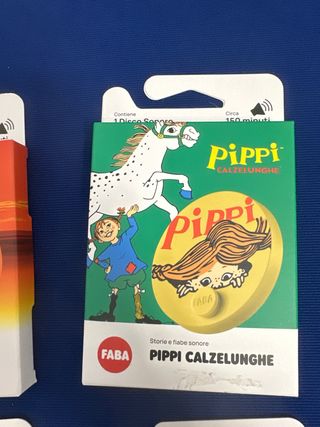 Contiene
1 Disco Sonoro
Circa
150 minuti
PIPPI
CALZELUNGHE
PIPPI
FABA
FABA
Storie e fiabe sonore
PIPPI CALZELUNGHE